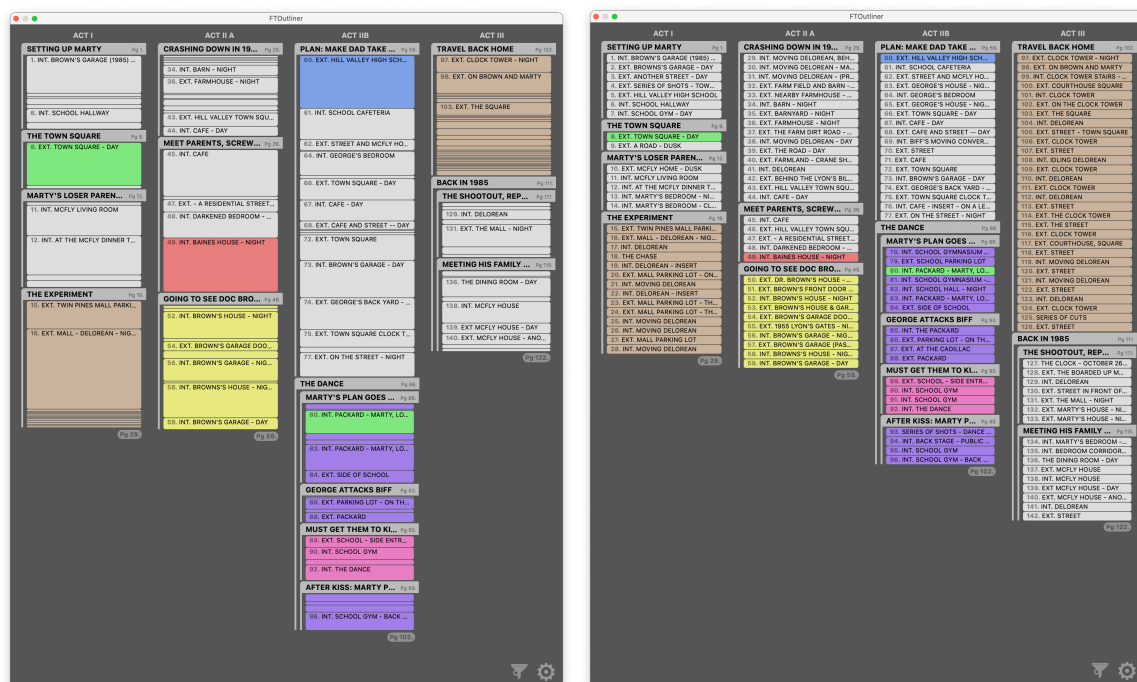 FTOutliner
ACT I
SETTING UP MARTY Pg 1.
1. INT. BROWN'S GARAGE (1985) ...
6. INT. SCHOOL HALLWAY
THE TOWN SQUARE
8. EXT. TOWN SQUARE - DAY
MARTY'S LOSER PAREN...
11. INT. MCFLY LIVING ROOM
12. INT. AT THE MCFLY DINNER T...
THE EXPERIMENT
15. EXT. TWIN PINES MALL PARKI...
16. EXT. MALL - DELOREAN - NIG...
Pg 29.
ACT II A
CRASHING DOWN IN 19... Pg 29.
34. INT. BARN - NIGHT
36. EXT. FARMHOUSE - NIGHT
43. EXT. HILL VALLEY TOWN SQU...
44. INT. CAFE - DAY
MEET PARENTS, SCREW...
45. INT. CAFE
47. EXT. - A RESIDENTIAL STREET...
48. INT. DARKENED BEDROOM - ...
49. INT. BAINES HOUSE - NIGHT
GOING TO SEE DOC BRO...
52. INT. BROWN'S HOUSE - NIGHT
54. EXT. BROWN'S GARAGE DOO...
56. INT. BROWN'S GARAGE - NIG...
58. INT. BROWNS'S HOUSE - NIG...
59. INT. BROWN'S GARAGE - DAY
Pg 59.
ACT IIB
PLAN: MAKE DAD TAKE ... Pg 59.
60. EXT. HILL VALLEY HIGH SCH...
61. INT. SCHOOL CAFETERIA
62. EXT. STREET AND MCFLY HO...
64. INT. GEORGE'S BEDROOM
66. EXT. TOWN SQUARE - DAY
67. INT. CAFE - DAY
68. EXT. CAFE AND STREET -- DAY
72. EXT. TOWN SQUARE
73. INT. BROWN'S GARAGE - DAY
74. EXT. GEORGE'S BACK YARD - ...
75. EXT. TOWN SQUARE CLOCK T...
77. EXT. ON THE STREET - NIGHT
THE DANCE
MARTY'S PLAN GOES ...
80. INT. PACKARD - MARTY, LO...
83. INT. PACKARD - MARTY, LO...
84. EXT. SIDE OF SCHOOL
GEORGE ATTACKS BIFF
86. EXT. PARKING LOT - ON TH...
88. EXT. PACKARD
MUST GET THEM TO KI...
89. EXT. SCHOOL - SIDE ENTR...
90. INT. SCHOOL GYM
92. INT. THE DANCE
AFTER KISS: MARTY P...
96. INT. SCHOOL GYM - BACK ...
Pg 102.
ACT III
TRAVEL BACK HOME Pg 102.
97. EXT. CLOCK TOWER - NIGHT
98. EXT. ON BROWN AND MARTY
103. EXT. THE SQUARE
BACK IN 1985 Pg 111.
THE SHOOTOUT, REP... Pg 111.
129. INT. DELOREAN
131. EXT. THE MALL - NIGHT
MEETING HIS FAMILY ...
136. THE DINING ROOM - DAY
138. INT. MCFLY HOUSE
139. EXT MCFLY HOUSE - DAY
140. EXT. MCFLY HOUSE - ANO...
Pg 122.
FTOutliner
ACT I
SETTING UP MARTY Pg 1.
1. INT. BROWN'S GARAGE (1985) ...
2. EXT. BROWNG'S GARAGE - DAY
3. EXT. ANOTHER STREET - DAY
4. EXT. SERIES OF SHOTS - TOW...
5. EXT. HILL VALLEY HIGH SCHOOL
6. INT. SCHOOL HALLWAY
7. INT. SCHOOL GYM - DAY
THE TOWN SQUARE
8. EXT. TOWN SQUARE - DAY
9. EXT. A ROAD - DUSK
MARTY'S LOSER PAREN...
10. EXT. MCFLY HOME - DUSK
11. INT. MCFLY LIVING ROOM
12. INT. AT THE MCFLY DINNER T...
13. INT. MARTY'S BEDROOM - NI...
14. INT. MARTY'S BEDROOM - CL...
THE EXPERIMENT
15. EXT. TWIN PINES MALL PARKI...
16. EXT. MALL - DELOREAN - NIG...
17. INT. DELOREAN
18. THE CHASE
19. INT. DELOREAN - INSERT
20. EXT. MALL PARKING LOT - ON...
21. INT. MOVING DELOREAN
22. INT. DELOREAN - INSERT
23. EXT. MALL PARKING LOT - TH...
24. EXT. MALL PARKING LOT - TH...
25. INT. MOVING DELOREAN
26. INT. MOVING DELOREAN
27. EXT. MALL PARKING LOT
28. INT. MOVING DELOREAN
Pg 29.
ACT II A
CRASHING DOWN IN 19... Pg 29.
29. INT. MOVING DELOREAN, BEH...
30. INT. MOVING DELOREAN - MA...
31. INT. MOVING DELOREAN - (PR...
32. EXT. FARM FIELD AND BARN -...
33. EXT. NEARBY FARMHOUSE - ...
34. INT. BARN - NIGHT
35. EXT. BARNYARD - NIGHT
36. EXT. FARMHOUSE - NIGHT
37. EXT. THE FARM DIRT ROAD - ...
38. INT. MOVING DELOREAN - DAY
39. EXT. THE ROAD - DAY
40. EXT. FARMLAND - CRANE SH...
41. INT. DELOREAN
42. EXT. BEHIND THE LYON'S BIL...
43. EXT. HILL VALLEY TOWN SQU...
44. INT. CAFE - DAY
MEET PARENTS, SCREW...
45. INT. CAFE
46. EXT. HILL VALLEY TOWN SQU...
47. EXT. - A RESIDENTIAL STREET...
48. INT. DARKENED BEDROOM - ...
49. INT. BAINES HOUSE - NIGHT
GOING TO SEE DOC BRO...
50. EXT. DR. BROWN'S HOUSE - ...
51. EXT. BROWN'S FRONT DOOR ...
52. INT. BROWN'S HOUSE - NIGHT
53. EXT. BROWN'S HOUSE & GAR...
54. EXT. BROWN'S GARAGE DOO...
55. EXT. 1955 LYON'S GATES - NI...
56. INT. BROWN'S GARAGE - NIG...
57. EXT. BROWN'S GARAGE (PAS...
58. INT. BROWNS'S HOUSE - NIG...
59. INT. BROWN'S GARAGE - DAY
Pg 59.
ACT IIB
PLAN: MAKE DAD TAKE ... Pg 59.
60. EXT. HILL VALLEY HIGH SCH...
61. INT. SCHOOL CAFETERIA
62. EXT. STREET AND MCFLY HO...
63. EXT. GEORGE'S HOUSE - NIG...
64. INT. GEORGE'S BEDROOM
65. EXT. GEORGE'S HOUSE - NIG...
66. EXT. TOWN SQUARE - DAY
67. INT. CAFE - DAY
68. EXT. CAFE AND STREET -- DAY
69. INT. BIFF'S MOVING CONVER...
70. EXT. STREET
71. EXT. CAFE
72. EXT. TOWN SQUARE
73. INT. BROWN'S GARAGE - DAY
74. EXT. GEORGE'S BACK YARD - ...
75. EXT. TOWN SQUARE CLOCK T...
76. INT. CAFE - INSERT - ON A LE...
77. EXT. ON THE STREET - NIGHT
THE DANCE
MARTY'S PLAN GOES ...
78. INT. SCHOOL GYMNASIUM ...
79. EXT. SCHOOL PARKING LOT
80. INT. PACKARD - MARTY, LO...
81. INT. SCHOOL GYMNASIUM -...
82. INT. SCHOOL HALL - NIGHT
83. INT. PACKARD - MARTY, LO...
84. EXT. SIDE OF SCHOOL
GEORGE ATTACKS BIFF
85. INT. THE PACKARD
86. EXT. PARKING LOT - ON TH...
87. EXT. AT THE CADILLAC
88. EXT. PACKARD
MUST GET THEM TO KI...
89. EXT. SCHOOL - SIDE ENTR...
90. INT. SCHOOL GYM
91. INT. SCHOOL GYM
92. INT. THE DANCE
AFTER KISS: MARTY P...
93. SERIES OF SHOTS - DANCE ...
94. INT. BACK STAGE - PUBLIC ...
95. INT. SCHOOL GYM
96. INT. SCHOOL GYM - BACK ...
Pg 102.
ACT III
TRAVEL BACK HOME Pg 102.
97. EXT. CLOCK TOWER - NIGHT
98. EXT. ON BROWN AND MARTY
99. INT. CLOCK TOWER STAIRS - ...
100. EXT. COURTHOUSE SQUARE
101. INT. CLOCK TOWER
102. EXT. ON THE CLOCK TOWER
103. EXT. THE SQUARE
104. INT. DELOREAN
105. EXT. STREET - TOWN SQUARE
106. EXT. CLOCK TOWER
107. EXT. STREET
108. INT. IDLING DELOREAN
109. EXT. CLOCK TOWER
110. INT. DELOREAN
111. EXT. CLOCK TOWER
112. INT. DELOREAN
113. EXT. STREET
114. EXT. THE CLOCK TOWER
115. EXT. THE STREET
116. EXT. CLOCK TOWER
117. EXT. COURTHOUSE, SQUARE
118. EXT. STREET
119. INT. MOVING DELOREAN
120. EXT. STREET
121. INT. MOVING DELOREAN
122. EXT. STREET
123. INT. DELOREAN
124. EXT. CLOCK TOWER
125. SERIES OF CUTS
126. EXT. STREET
BACK IN 1985 Pg 111.
THE SHOOTOUT, REP... Pg 111.
127. THE CLOCK - OCTOBER 26...
128. EXT. THE BOARDED UP M...
129. INT. DELOREAN
130. EXT. STREET IN FRONT OF...
131. EXT. THE MALL - NIGHT
132. EXT. MARTY'S HOUSE - NI...
133. EXT. MARTY'S HOUSE - NI...
MEETING HIS FAMILY ...
134. INT. MARTY'S BEDROOM -...
135. INT. BEDROOM CORRIDOR...
136. THE DINING ROOM - DAY
137. EXT. MCFLY HOUSE
138. INT. MCFLY HOUSE
139. EXT MCFLY HOUSE - DAY
140. EXT. MCFLY HOUSE - ANO...
141. INT. DELOREAN
142. EXT. STREET
Pg 122.